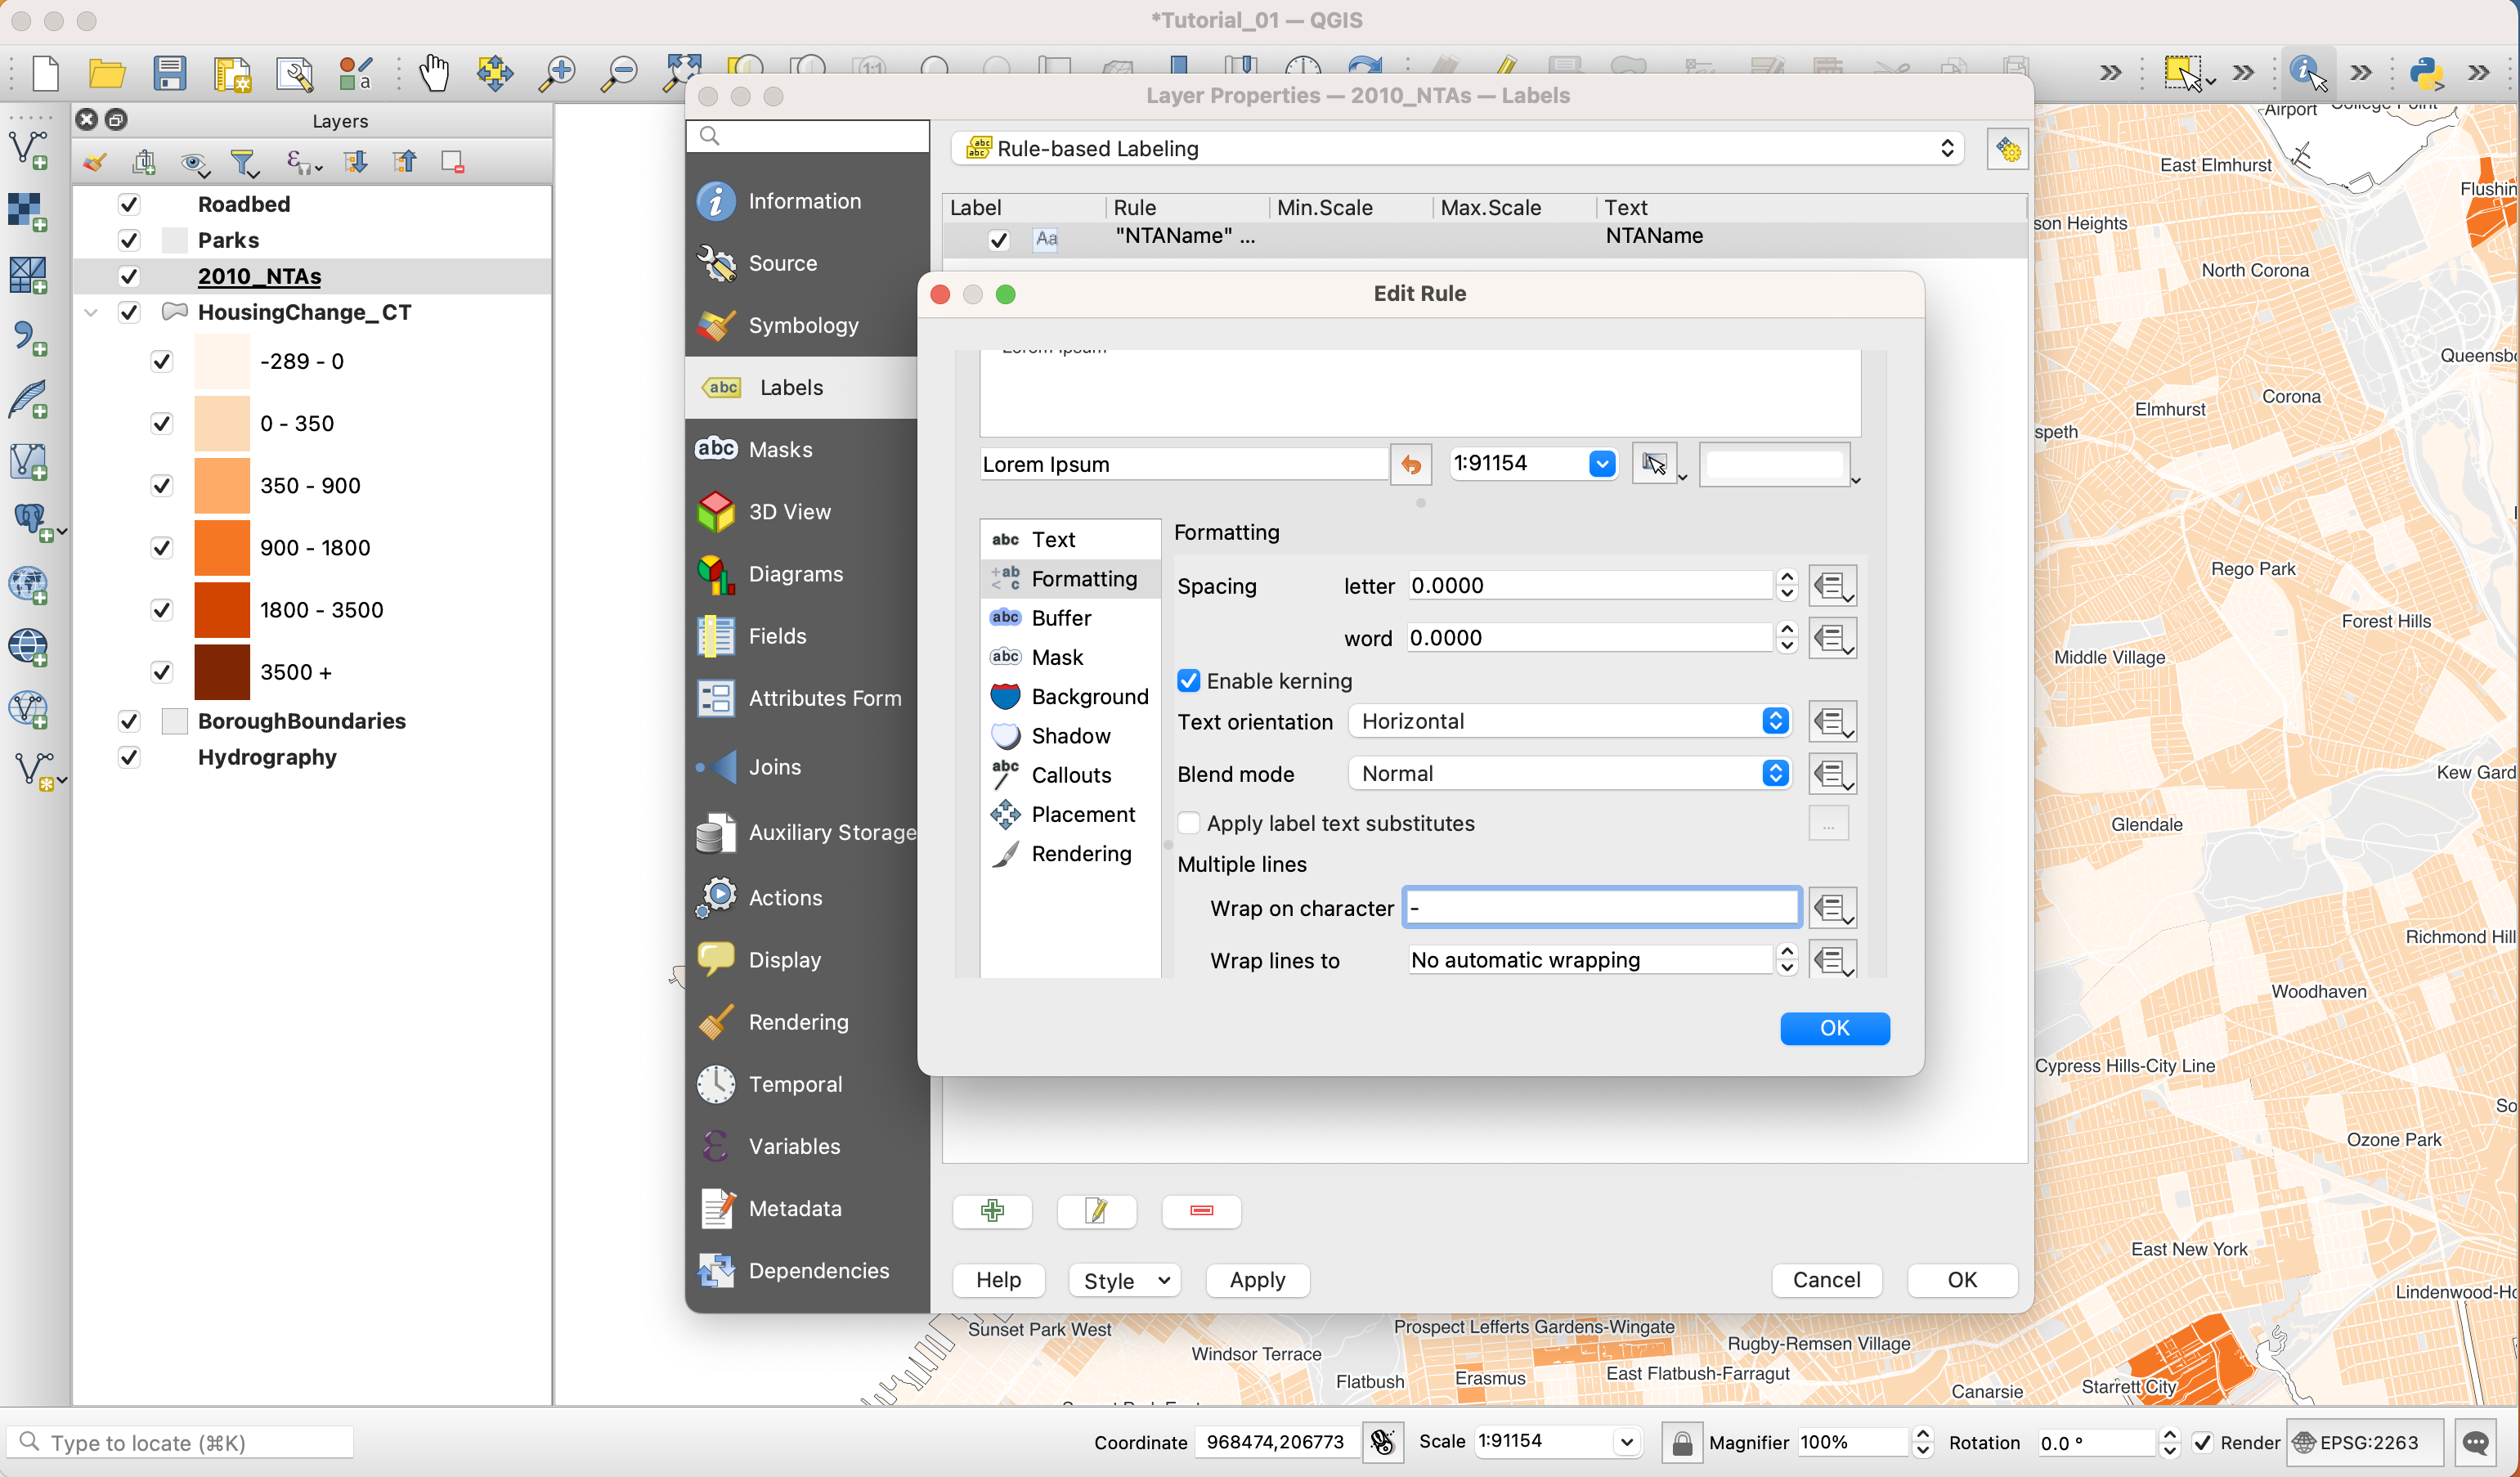 *Tutorial_01 — QGIS
Layers
Roadbed
Parks
2010_NTAs
HousingChange_CT
-289 - 0
0 - 350
350 - 900
900 - 1800
1800 - 3500
3500 +
BoroughBoundaries
Hydrography
Layer Properties — 2010_NTAs — Labels
Information
Source
Symbology
abc Labels
abc Masks
3D View
Diagrams
Fields
Attributes Form
Joins
Auxiliary Storage
Actions
Display
Rendering
Temporal
Variables
Metadata
Dependencies
Rule-based Labeling
Label Rule Min.Scale Max.Scale Text
Aa "NTAName" ... NTAName
Edit Rule
Lorem Ipsum
Lorem Ipsum 1:91154
abc Text
Formatting
abc Buffer
abc Mask
Background
Shadow
abc Callouts
Placement
Rendering
Formatting
Spacing letter 0.0000
word 0.0000
Enable kerning
Text orientation Horizontal
Blend mode Normal
Apply label text substitutes ...
Multiple lines
Wrap on character -
Wrap lines to No automatic wrapping
OK
Help Style Apply Cancel OK
Airport College Point
East Elmhurst
Flushin
son Heights
North Corona
Queensbo
Corona
Elmhurst
speth
Rego Park
Forest Hills
Middle Village
Kew Gard
Glendale
Richmond Hill
Woodhaven
Cypress Hills-City Line
So
Ozone Park
East New York
Lindenwood-Ho
Sunset Park West
Prospect Lefferts Gardens-Wingate
Rugby-Remsen Village
Windsor Terrace
Flatbush
Erasmus
East Flatbush-Farragut
Canarsie
Starrett City
Type to locate (⌘K) Coordinate 968474,206773 Scale 1:91154 Magnifier 100% Rotation 0.0 ° Render EPSG:2263